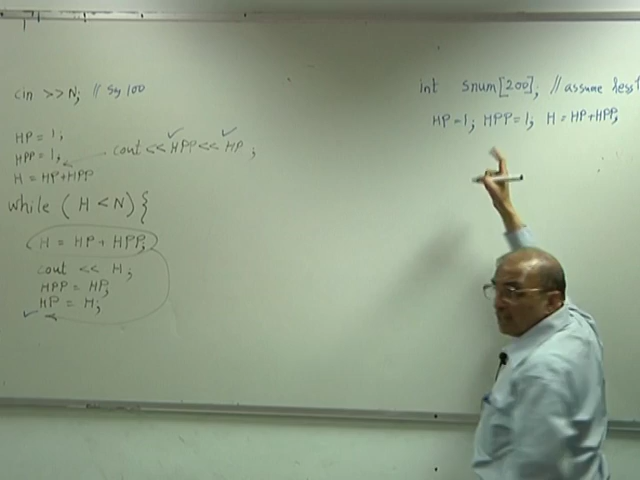 cin >> N; // Say 100
HP = 1;
HPP = 1;
cout << HPP << HP ;
H = HP+HPP
while ( H < N) {
H = HP + HPP;
cout << H;
HPP = HP;
HP = H;
int snum[200]; // assume less
HP=1; HPP=1; H = HP+HPP;